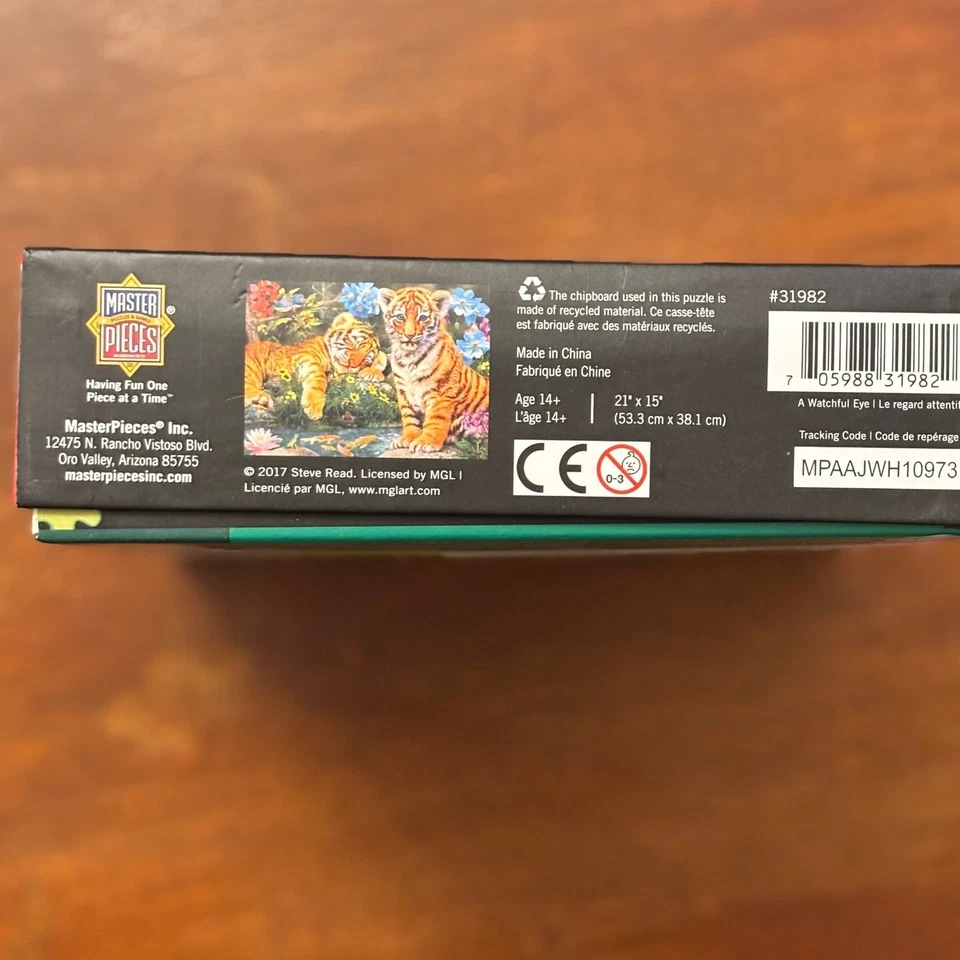 MASTER
PUZZLES & GAMES
PIECES
®
Having Fun One
Piece at a Time™
MasterPieces® Inc.
12475 N. Rancho Vistoso Blvd.
Oro Valley, Arizona 85755
masterpiecesinc.com
© 2017 Steve Read. Licensed by MGL |
Licencié par MGL, www.mglart.com
The chipboard used in this puzzle is
made of recycled material. Ce casse-tête
est fabriqué avec des matériaux recyclés.
Made in China
Fabriqué en Chine
Age 14+
L'âge 14+
21" x 15"
(53.3 cm x 38.1 cm)
CE
0-3
#31982
7 05988 31982
A Watchful Eye | Le regard attentif
Tracking Code | Code de repérage
MPAAJWH10973